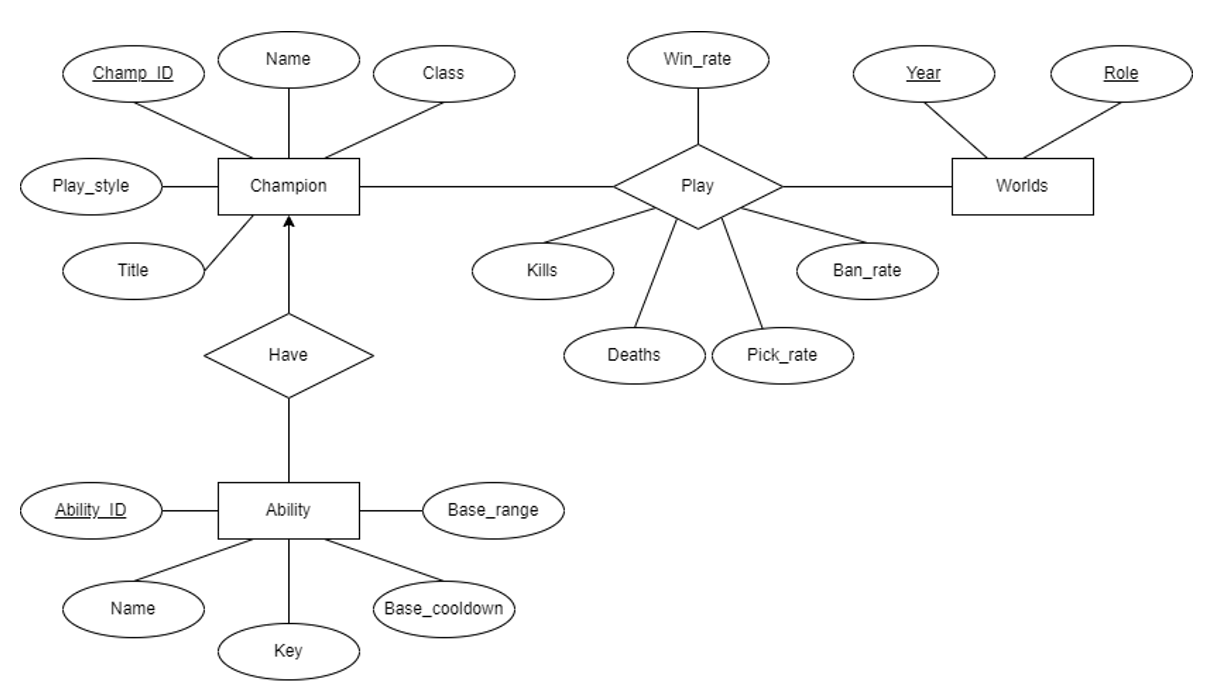 Champ_ID
Name
Class
Win_rate
Year
Role
Play_style
Champion
Play
Worlds
Title
Kills
Ban_rate
Have
Deaths
Pick_rate
Ability_ID
Ability
Base_range
Name
Base_cooldown
Key